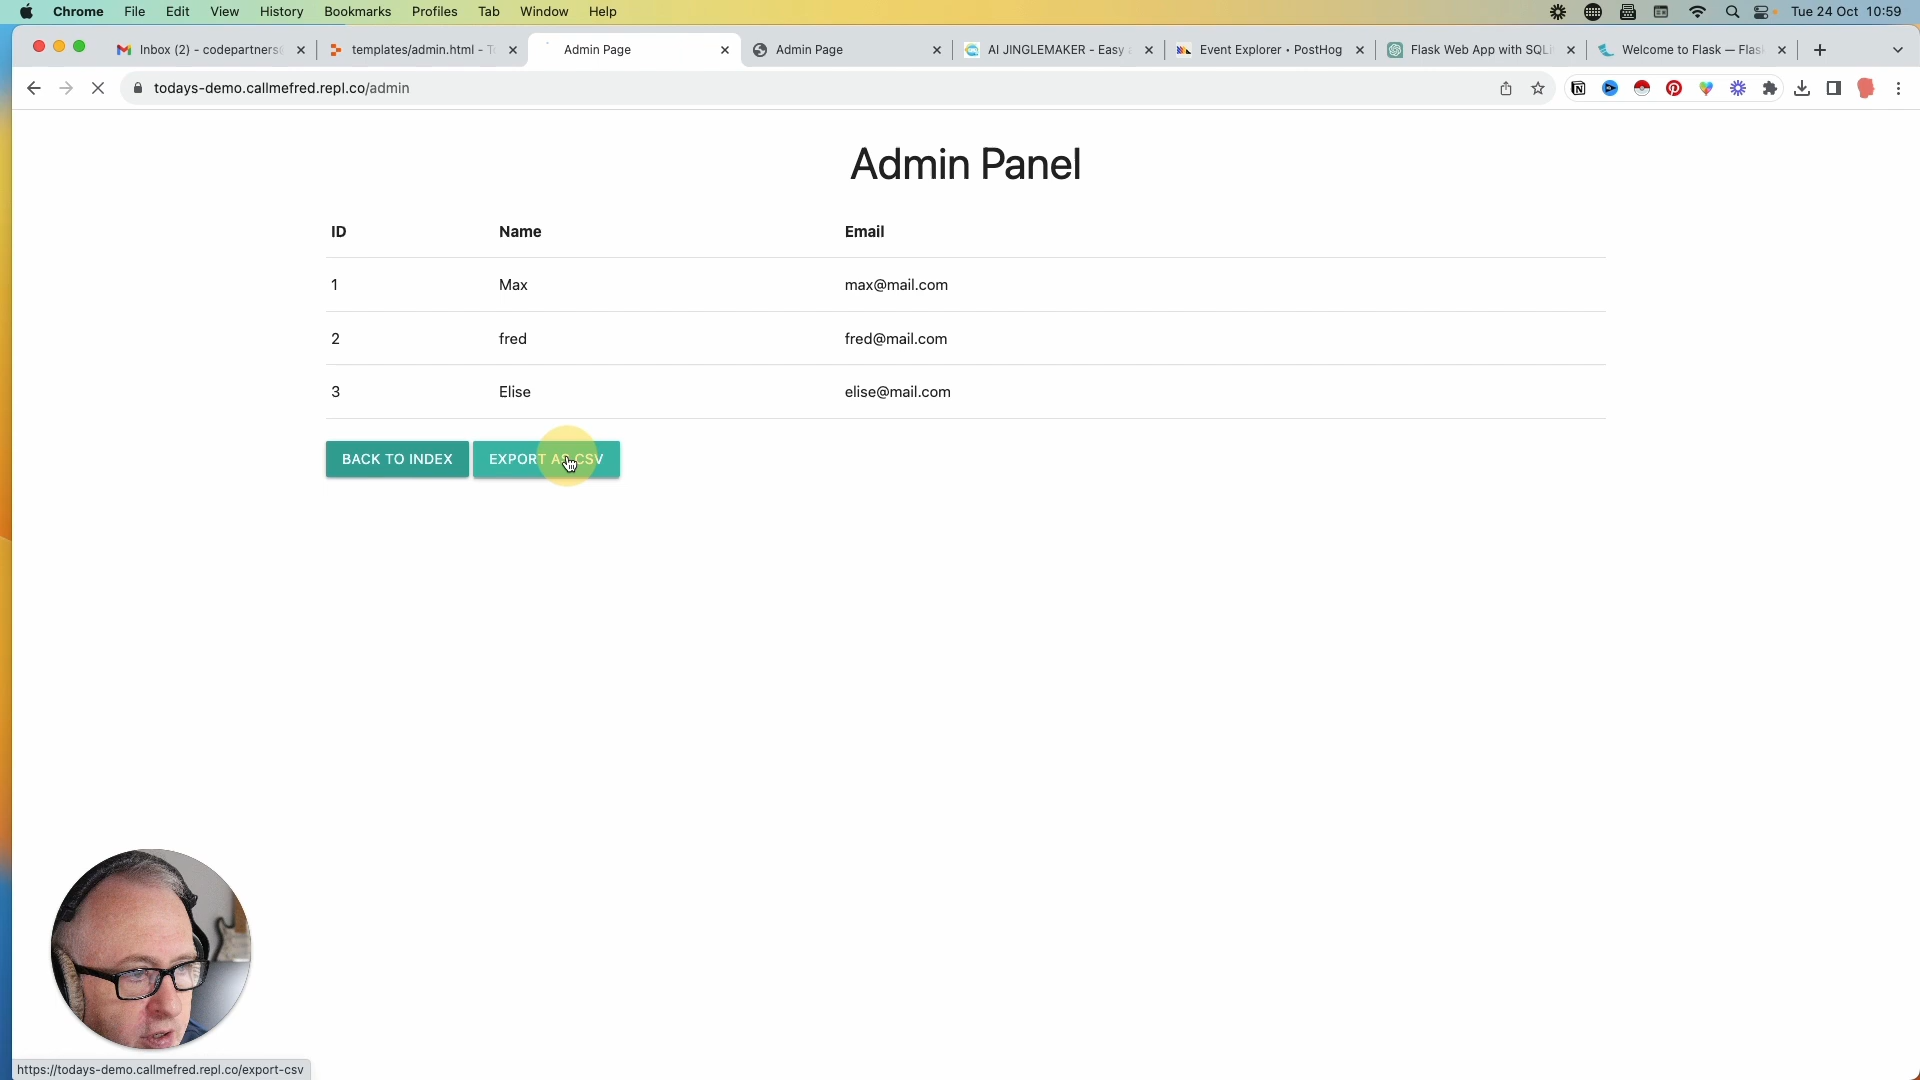 Chrome File Edit View History Bookmarks Profiles Tab Window Help Tue 24 Oct 10:59
Inbox (2) - codepartners templates/admin.html - T Admin Page Admin Page AI JINGLEMAKER - Easy Event Explorer • PostHog Flask Web App with SQL Welcome to Flask — Flas
todays-demo.callmefred.repl.co/admin
Admin Panel
ID Name Email
1 Max max@mail.com
2 fred fred@mail.com
3 Elise elise@mail.com
BACK TO INDEX EXPORT AS CSV
https://todays-demo.callmefred.repl.co/export-csv